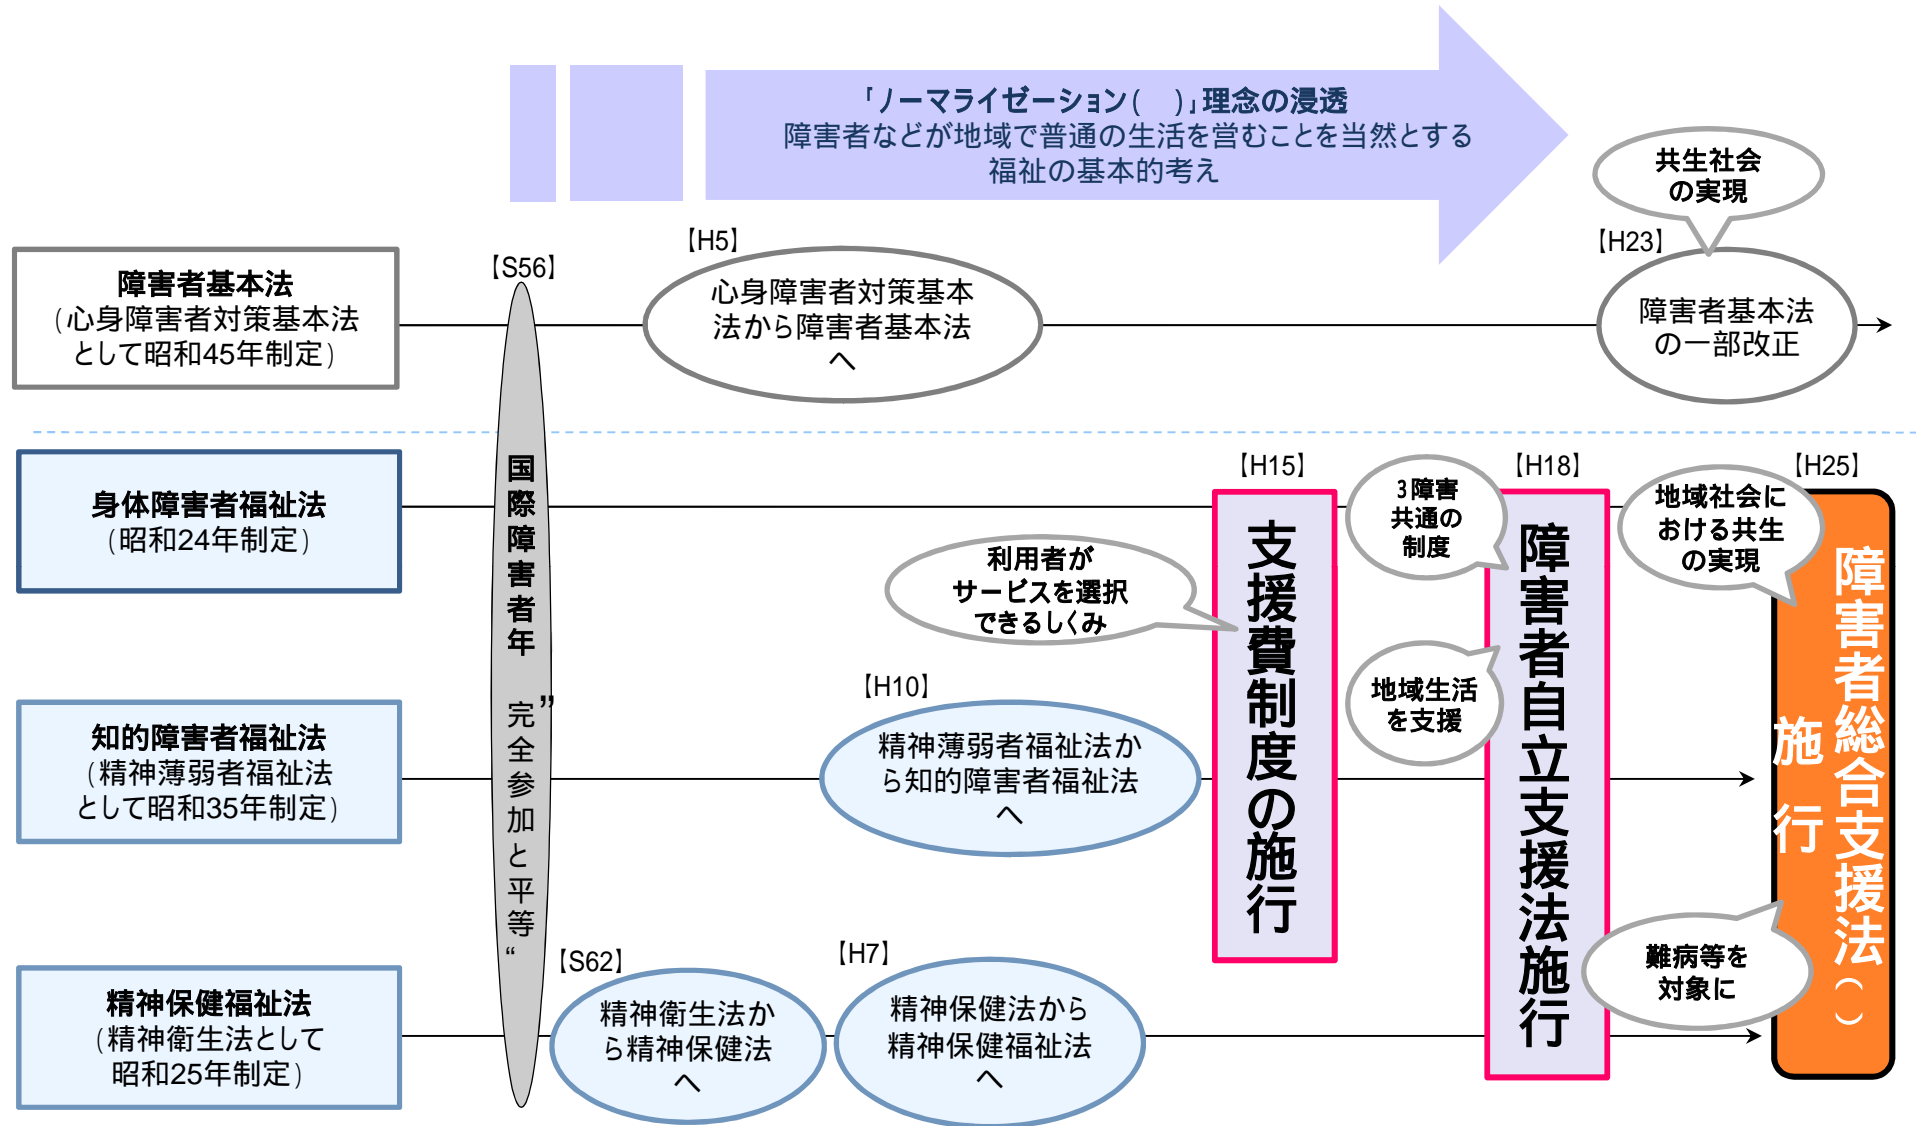 「ノーマライゼーション(　)」理念の浸透
障害者などが地域で普通の生活を営むことを当然とする
福祉の基本的考え
共生社会
の実現
【S56】
【H5】
【H23】
障害者基本法
(心身障害者対策基本法
として昭和45年制定)
心身障害者対策基本
法から障害者基本法
へ
障害者基本法
の一部改正
国際障害者年 ”完全参加と平等“
身体障害者福祉法
(昭和24年制定)
【H15】
【H18】
【H25】
利用者が
サービスを選択
できるしくみ
支援費制度の施行
3障害
共通の
制度
地域生活
を支援
障害者自立支援法施行
地域社会に
おける共生
の実現
障害者総合支援法()
施行
難病等を
対象に
知的障害者福祉法
(精神薄弱者福祉法
として昭和35年制定)
【H10】
精神薄弱者福祉法か
ら知的障害者福祉法
へ
精神保健福祉法
(精神衛生法として
昭和25年制定)
【S62】
精神衛生法か
ら精神保健法
へ
【H7】
精神保健法から
精神保健福祉法
へ